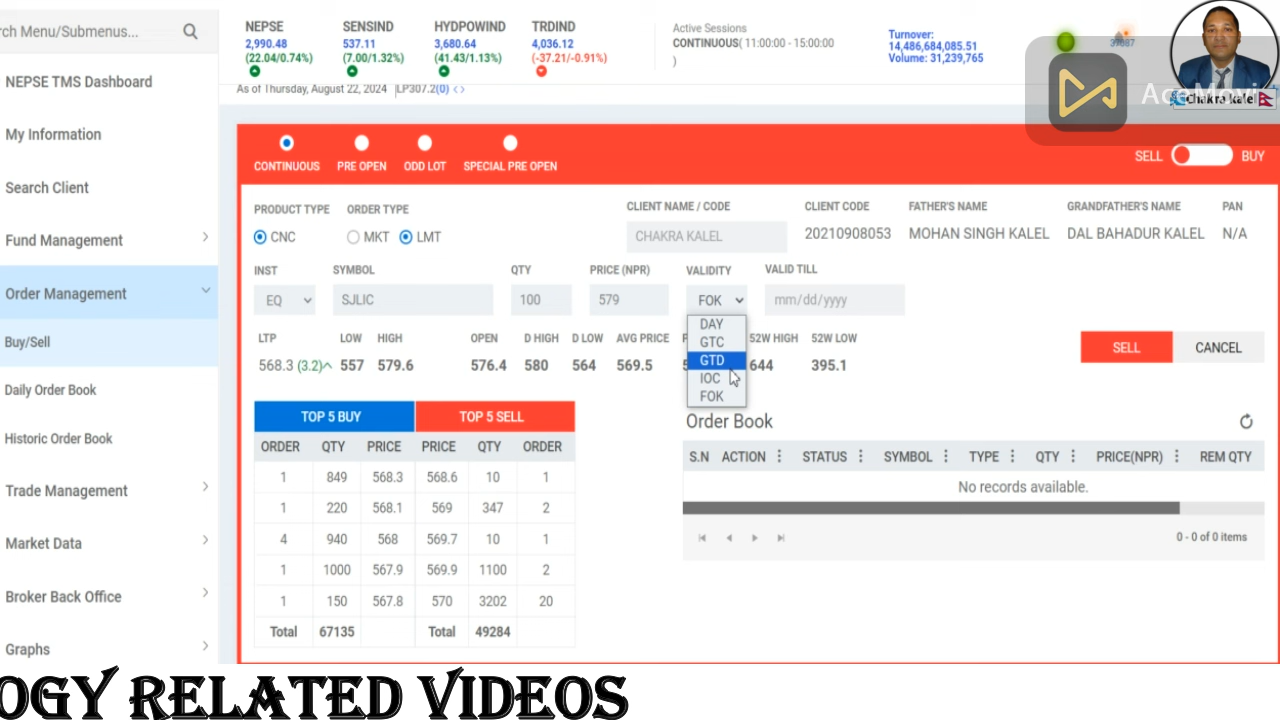 rch Menu/Submenus...
NEPSE TMS Dashboard
My Information
Search Client
Fund Management
Order Management
Buy/Sell
Daily Order Book
Historic Order Book
Trade Management
Market Data
Broker Back Office
Graphs
NEPSE SENSIND HYDPOWIND TRDIND
2,990.48 537.11 3,680.64 4,036.12
(22.04/0.74%) (7.00/1.32%) (41.43/1.13%) (-37.21/-0.91%)
Active Sessions
CONTINUOUS( 11:00:00 - 15:00:00
)
Turnover:
14,486,684,085.51
Volume: 31,239,765
37087
Chakra kalel
As of Thursday, August 22, 2024 |LP307.2(0) <>
CONTINUOUS PRE OPEN ODD LOT SPECIAL PRE OPEN
SELL BUY
PRODUCT TYPE ORDER TYPE CLIENT NAME / CODE CLIENT CODE FATHER'S NAME GRANDFATHER'S NAME PAN
CNC MKT LMT CHAKRA KALEL 20210908053 MOHAN SINGH KALEL DAL BAHADUR KALEL N/A
INST SYMBOL QTY PRICE (NPR) VALIDITY VALID TILL
EQ SJLIC 100 579 FOK mm/dd/yyyy
DAY
GTC
GTD
IOC
FOK
LTP LOW HIGH OPEN D HIGH D LOW AVG PRICE 52W HIGH 52W LOW
568.3 (3.2) 557 579.6 576.4 580 564 569.5 644 395.1
SELL CANCEL
TOP 5 BUY TOP 5 SELL
ORDER QTY PRICE PRICE QTY ORDER
1 849 568.3 568.6 10 1
1 220 568.1 569 347 2
4 940 568 569.7 10 1
1 1000 567.9 569.9 1100 2
1 150 567.8 570 3202 20
Total 67135 Total 49284
Order Book
S.N ACTION STATUS SYMBOL TYPE QTY PRICE(NPR) REM QTY
No records available.
0 - 0 of 0 items
OGY RELATED VIDEOS